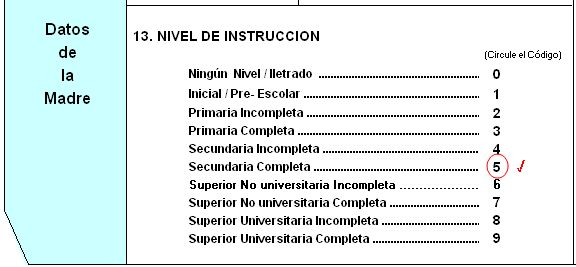 Datos
de
la
Madre
13. NIVEL DE INSTRUCCION
(Circule el Código)
Ningún Nivel / Iletrado ................................................ 0
Inicial / Pre- Escolar ..................................................... 1
Primaria Incompleta ..................................................... 2
Primaria Completa ........................................................ 3
Secundaria Incompleta ................................................ 4
Secundaria Completa .................................................. 5 ✓
Superior No universitaria Incompleta ..................... 6
Superior No universitaria Completa ........................ 7
Superior Universitaria Incompleta ........................... 8
Superior Universitaria Completa .............................. 9